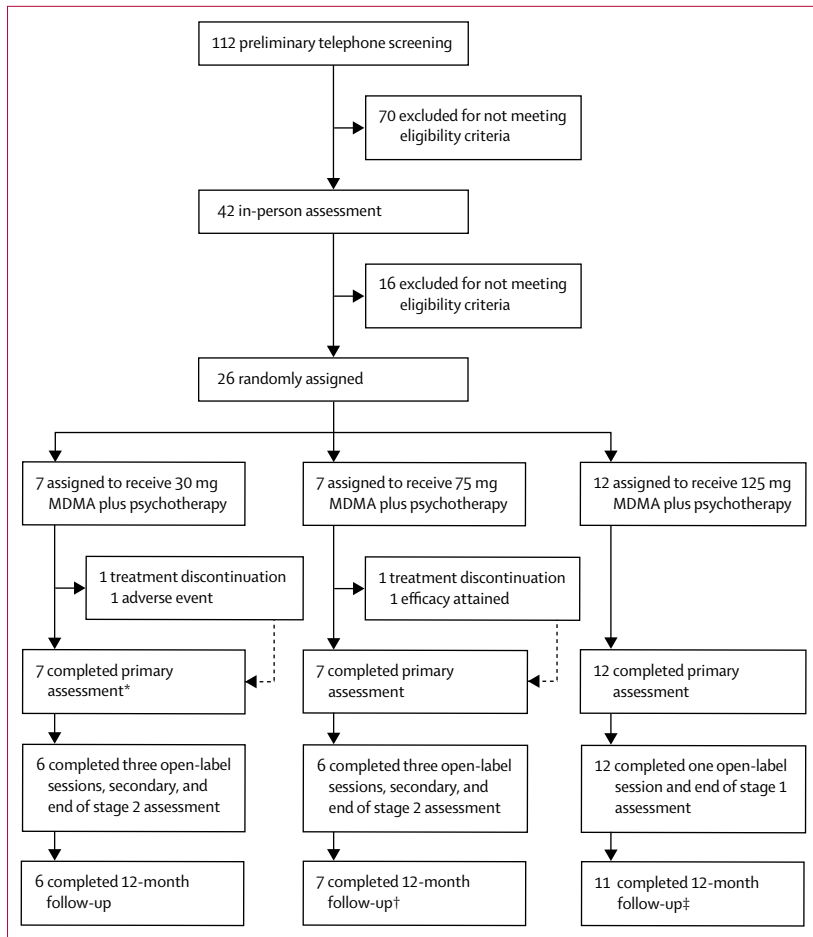 112 preliminary telephone screening
70 excluded for not meeting
eligibility criteria
42 in-person assessment
16 excluded for not meeting
eligibility criteria
26 randomly assigned
7 assigned to receive 30 mg
MDMA plus psychotherapy
7 assigned to receive 75 mg
MDMA plus psychotherapy
12 assigned to receive 125 mg
MDMA plus psychotherapy
1 treatment discontinuation
1 adverse event
1 treatment discontinuation
1 efficacy attained
7 completed primary
assessment*
7 completed primary
assessment
12 completed primary
assessment
6 completed three open-label
sessions, secondary, and
end of stage 2 assessment
6 completed three open-label
sessions, secondary, and
end of stage 2 assessment
12 completed one open-label
session and end of stage 1
assessment
6 completed 12-month
follow-up
7 completed 12-month
follow-up†
11 completed 12-month
follow-up‡